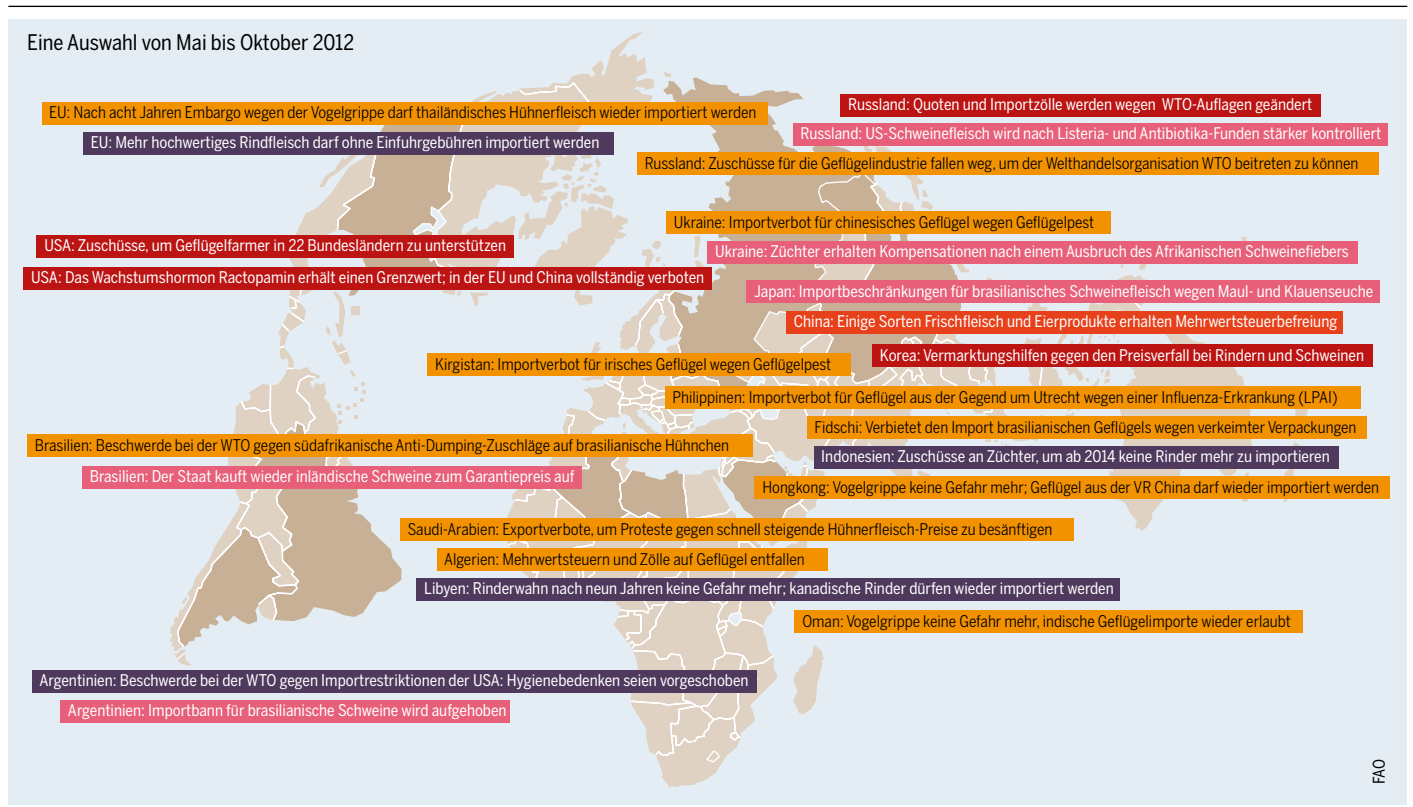 Eine Auswahl von Mai bis Oktober 2012
EU: Nach acht Jahren Embargo wegen der Vogelgrippe darf thailändisches Hühnerfleisch wieder importiert werden
EU: Mehr hochwertiges Rindfleisch darf ohne Einfuhrgebühren importiert werden
Russland: Quoten und Importzölle werden wegen WTO-Auflagen geändert
Russland: US-Schweinefleisch wird nach Listeria- und Antibiotika-Funden stärker kontrolliert
Russland: Zuschüsse für die Geflügelindustrie fallen weg, um der Welthandelsorganisation WTO beitreten zu können
Ukraine: Importverbot für chinesisches Geflügel wegen Geflügelpest
Ukraine: Züchter erhalten Kompensationen nach einem Ausbruch des Afrikanischen Schweinefiebers
USA: Zuschüsse, um Geflügelfarmer in 22 Bundesländern zu unterstützen
USA: Das Wachstumshormon Ractopamin erhält einen Grenzwert; in der EU und China vollständig verboten
Japan: Importbeschränkungen für brasilianisches Schweinefleisch wegen Maul- und Klauenseuche
China: Einige Sorten Frischfleisch und Eierprodukte erhalten Mehrwertsteuerbefreiung
Korea: Vermarktungshilfen gegen den Preisverfall bei Rindern und Schweinen
Kirgistan: Importverbot für irisches Geflügel wegen Geflügelpest
Philippinen: Importverbot für Geflügel aus der Gegend um Utrecht wegen einer Influenza-Erkrankung (LPAI)
Fidschi: Verbietet den Import brasilianischen Geflügels wegen verkeimter Verpackungen
Brasilien: Beschwerde bei der WTO gegen südafrikanische Anti-Dumping-Zuschläge auf brasilianische Hühnchen
Brasilien: Der Staat kauft wieder inländische Schweine zum Garantiepreis auf
Indonesien: Zuschüsse an Züchter, um ab 2014 keine Rinder mehr zu importieren
Hongkong: Vogelgrippe keine Gefahr mehr; Geflügel aus der VR China darf wieder importiert werden
Saudi-Arabien: Exportverbote, um Proteste gegen schnell steigende Hühnerfleisch-Preise zu besänftigen
Algerien: Mehrwertsteuern und Zölle auf Geflügel entfallen
Libyen: Rinderwahn nach neun Jahren keine Gefahr mehr; kanadische Rinder dürfen wieder importiert werden
Oman: Vogelgrippe keine Gefahr mehr, indische Geflügelimporte wieder erlaubt
Argentinien: Beschwerde bei der WTO gegen Importrestriktionen der USA: Hygienebedenken seien vorgeschoben
Argentinien: Importbann für brasilianische Schweine wird aufgehoben
FAO